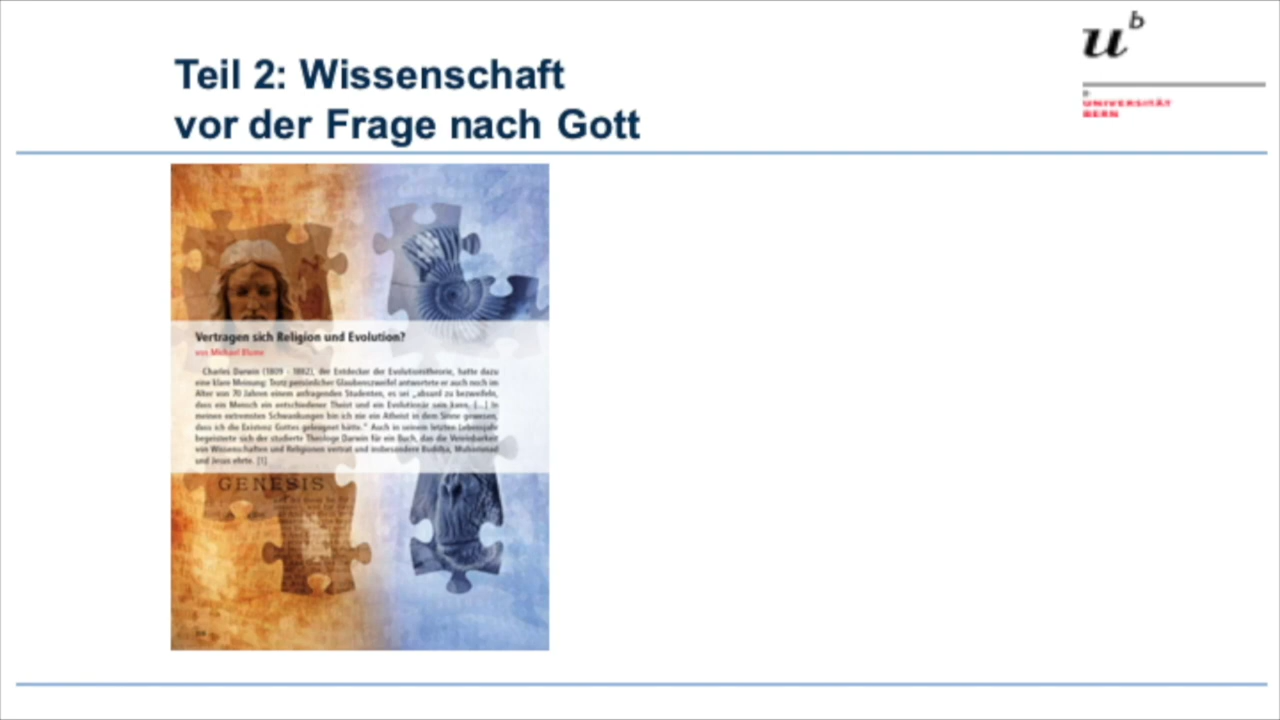 Teil 2: Wissenschaft
vor der Frage nach Gott
u^b
b
UNIVERSITÄT
BERN
Vertragen sich Religion und Evolution?
von Michael Blume
Charles Darwin (1809 - 1882), der Entdecker der Evolutionstheorie, hatte dazu
eine klare Meinung: Trotz persönlicher Glaubenszweifel antwortete er auch noch im
Alter von 70 Jahren einem anfragenden Studenten, es sei „absurd zu bezweifeln,
dass ein Mensch ein entschiedener Theist und ein Evolutionär sein kann. [...] In
meinen extremsten Schwankungen bin ich nie ein Atheist in dem Sinne gewesen,
dass ich die Existenz Gottes geleugnet hätte.“ Auch in seinem letzten Lebensjahr
begeisterte sich der studierte Theologe Darwin für ein Buch, das die Vereinbarkeit
von Wissenschaften und Religionen vertrat und insbesondere Buddha, Muhammad
und Jesus ehrte. [1]
GENESIS